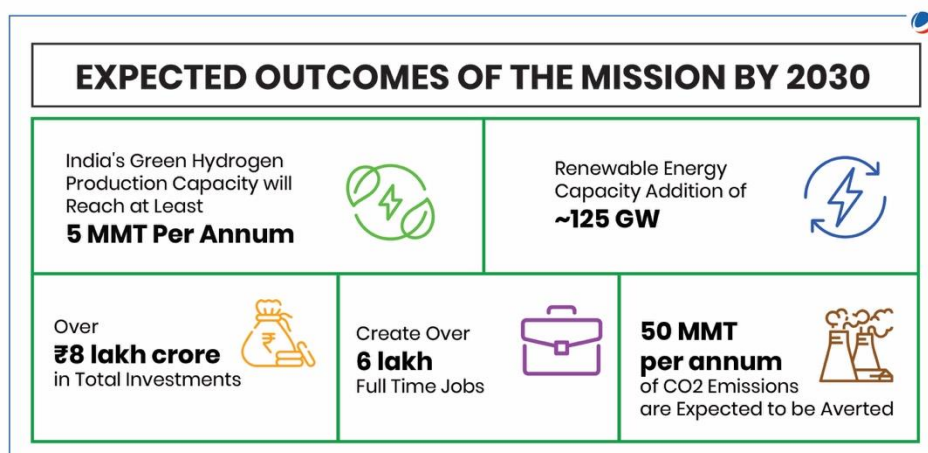 EXPECTED OUTCOMES OF THE MISSION BY 2030
India's Green Hydrogen
Production Capacity will
Reach at Least
5 MMT Per Annum
Renewable Energy
Capacity Addition of
~125 GW
Over
₹8 lakh crore
in Total Investments
₹
Create Over
6 lakh
Full Time Jobs
50 MMT
per annum
of CO2 Emissions
are Expected to be Averted